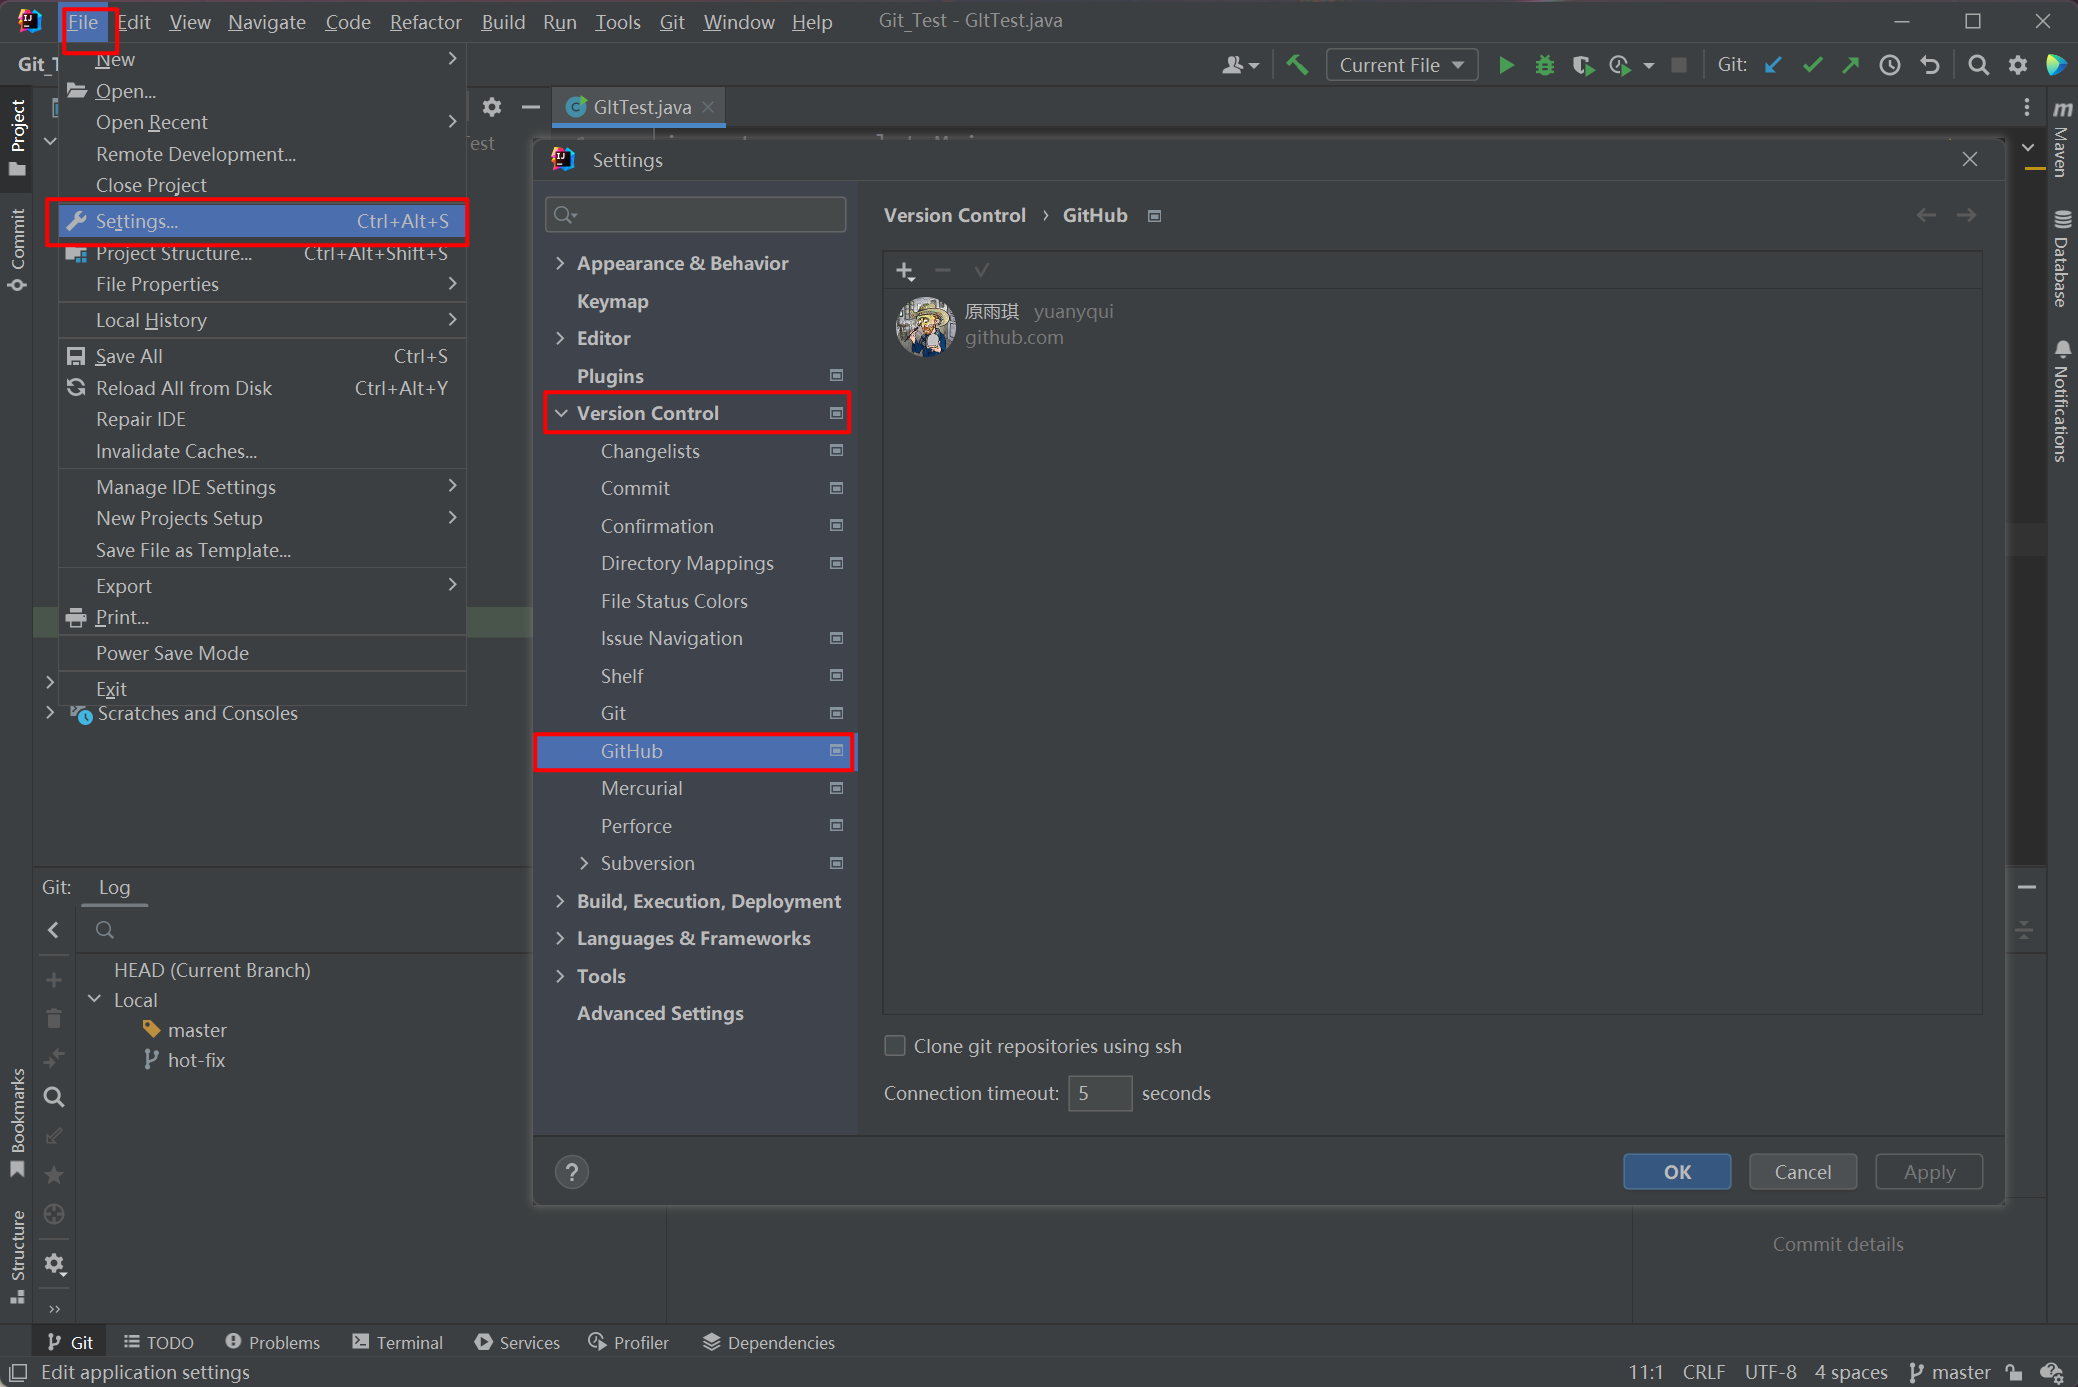 File Edit View Navigate Code Refactor Build Run Tools Git Window Help Git_Test - GItTest.java
Current File Git:
New
Open...
Open Recent
Remote Development...
Close Project
Settings... Ctrl+Alt+S
Project Structure... Ctrl+Alt+Shift+S
File Properties
Local History
Save All Ctrl+S
Reload All from Disk Ctrl+Alt+Y
Repair IDE
Invalidate Caches...
Manage IDE Settings
New Projects Setup
Save File as Template...
Export
Print...
Power Save Mode
Exit
Scratches and Consoles
Project
Commit
Bookmarks
Structure
GItTest.java
Settings
Appearance & Behavior
Keymap
Editor
Plugins
Version Control
Changelists
Commit
Confirmation
Directory Mappings
File Status Colors
Issue Navigation
Shelf
Git
GitHub
Mercurial
Perforce
Subversion
Build, Execution, Deployment
Languages & Frameworks
Tools
Advanced Settings
Version Control › GitHub
原雨琪 yuanyqui
github.com
Clone git repositories using ssh
Connection timeout: 5 seconds
? OK Cancel Apply
Maven
Database
Notifications
Git: Log
HEAD (Current Branch)
Local
master
hot-fix
Commit details
Git TODO Problems Terminal Services Profiler Dependencies
Edit application settings 11:1 CRLF UTF-8 4 spaces master